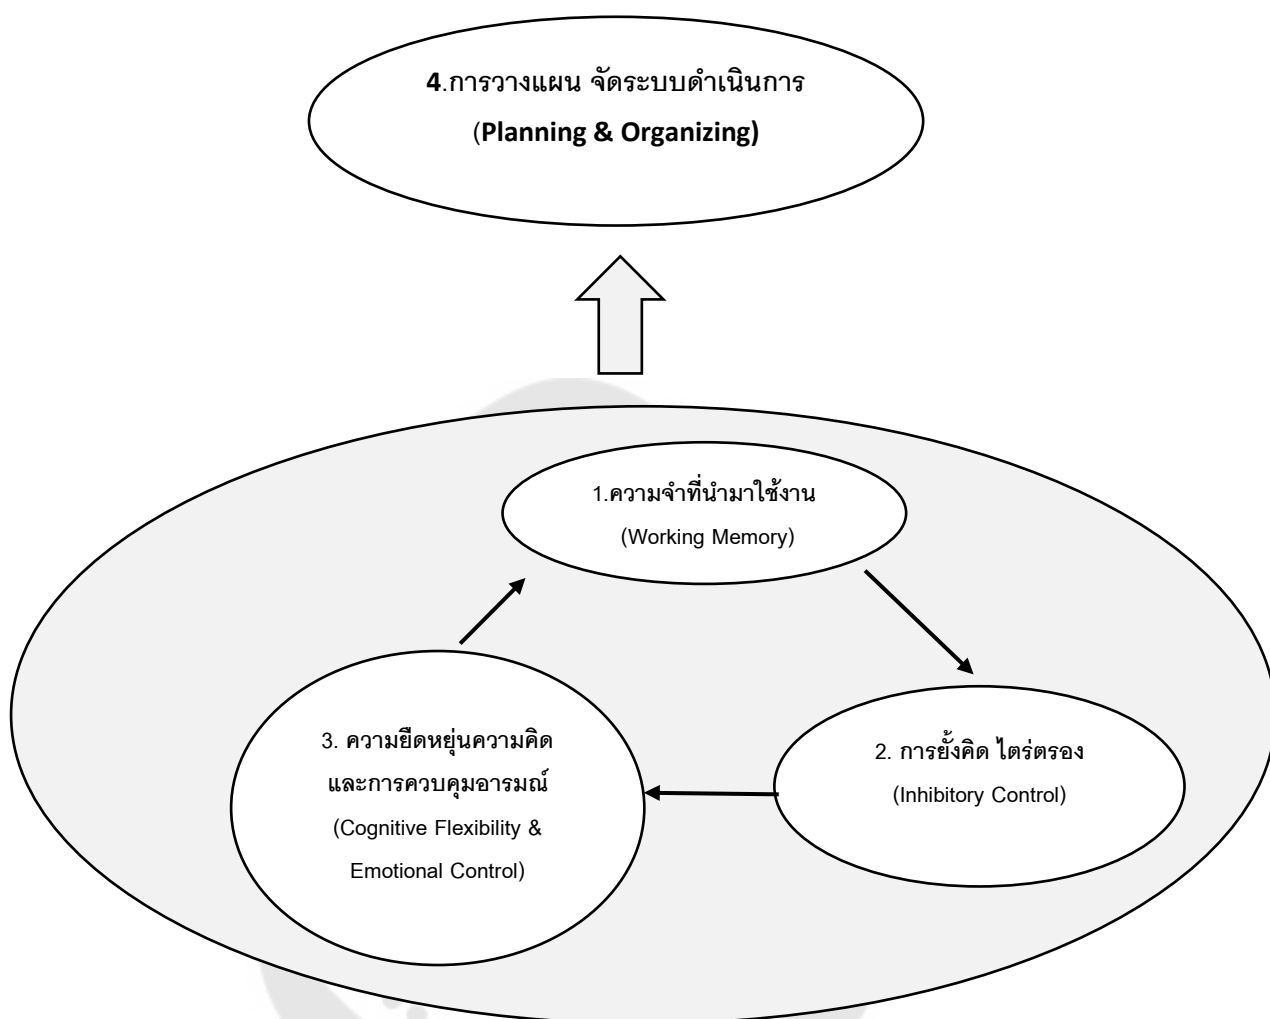 4.การวางแผน จัดระบบดำเนินการ
(Planning & Organizing)
1.ความจำที่นำมาใช้งาน
(Working Memory)
2. การยั้งคิด ไตร่ตรอง
(Inhibitory Control)
3. ความยืดหยุ่นความคิด
และการควบคุมอารมณ์
(Cognitive Flexibility &
Emotional Control)